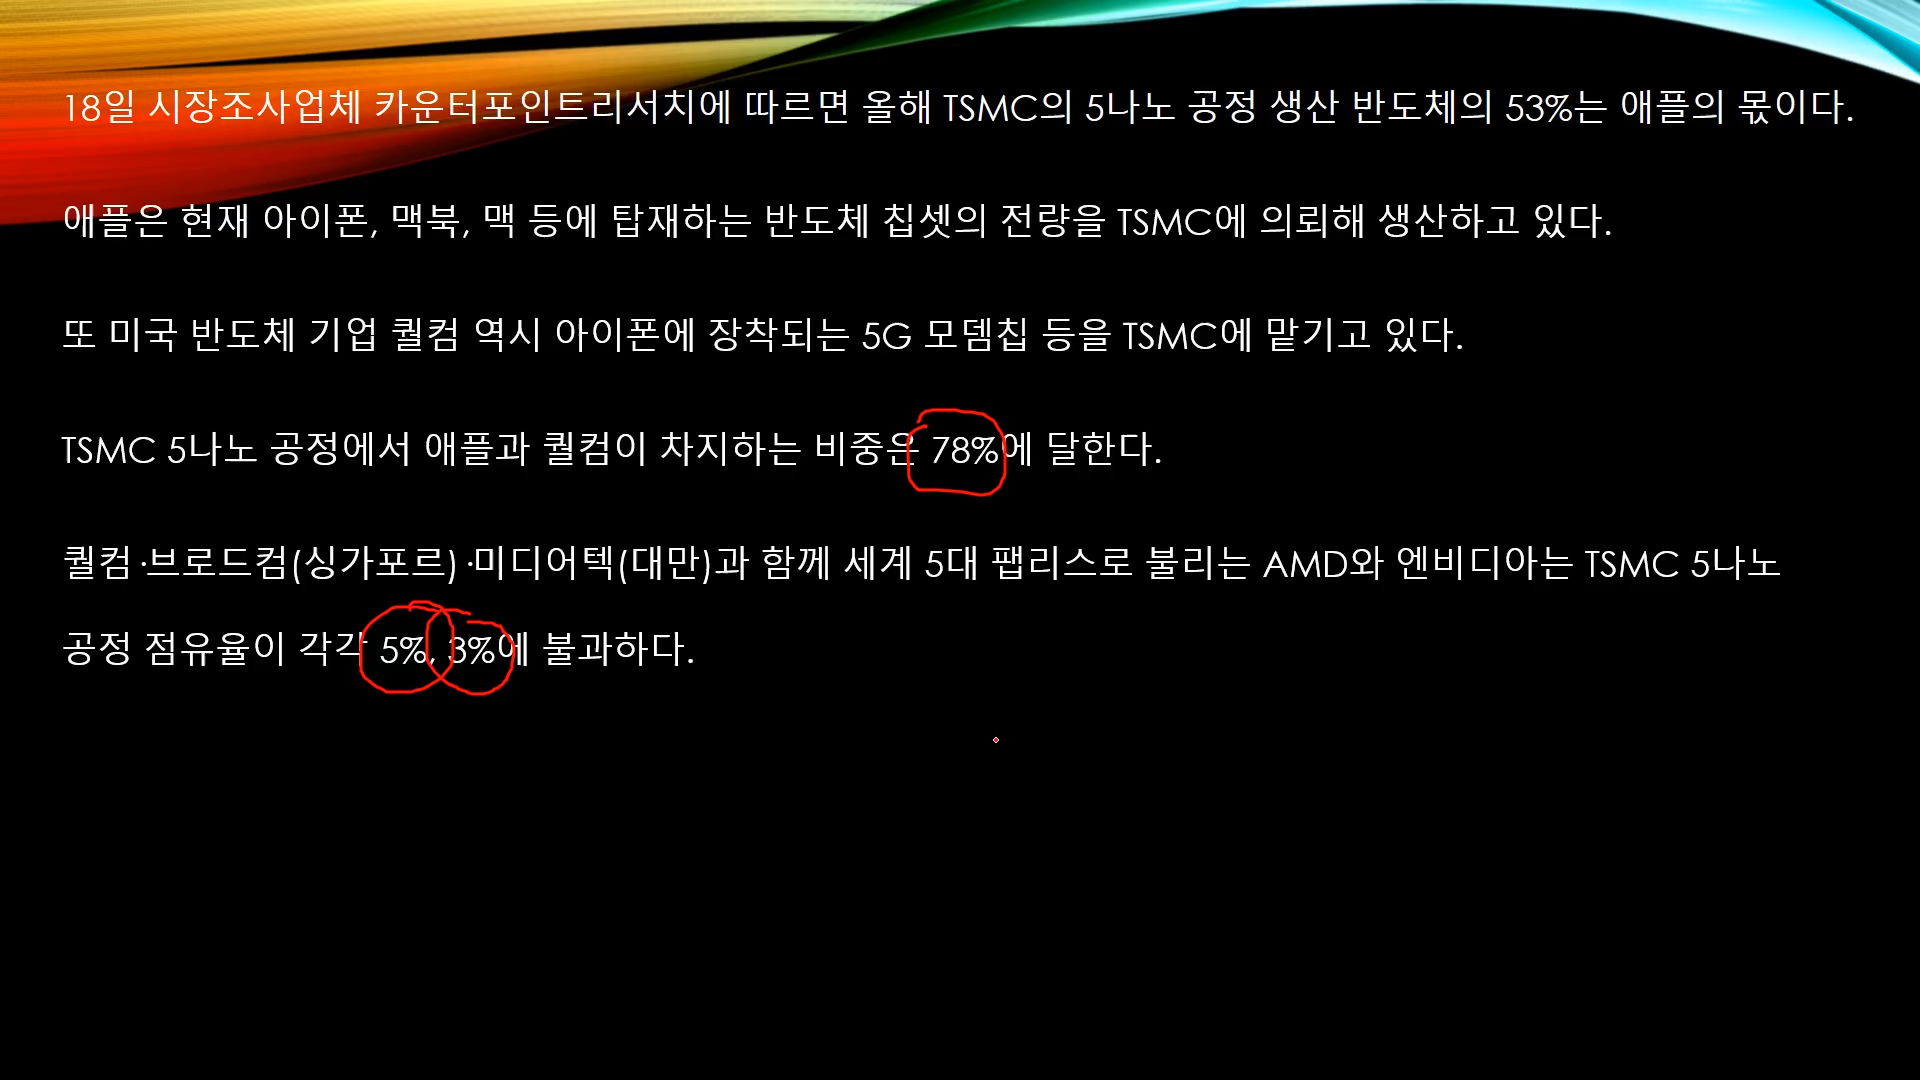 18일 시장조사업체 카운터포인트리서치에 따르면 올해 TSMC의 5나노 공정 생산 반도체의 53%는 애플의 몫이다.
애플은 현재 아이폰, 맥북, 맥 등에 탑재하는 반도체 칩셋의 전량을 TSMC에 의뢰해 생산하고 있다.
또 미국 반도체 기업 퀄컴 역시 아이폰에 장착되는 5G 모뎀칩 등을 TSMC에 맡기고 있다.
TSMC 5나노 공정에서 애플과 퀄컴이 차지하는 비중은 78%에 달한다.
퀄컴·브로드컴(싱가포르)·미디어텍(대만)과 함께 세계 5대 팹리스로 불리는 AMD와 엔비디아는 TSMC 5나노
공정 점유율이 각각 5%, 3%에 불과하다.